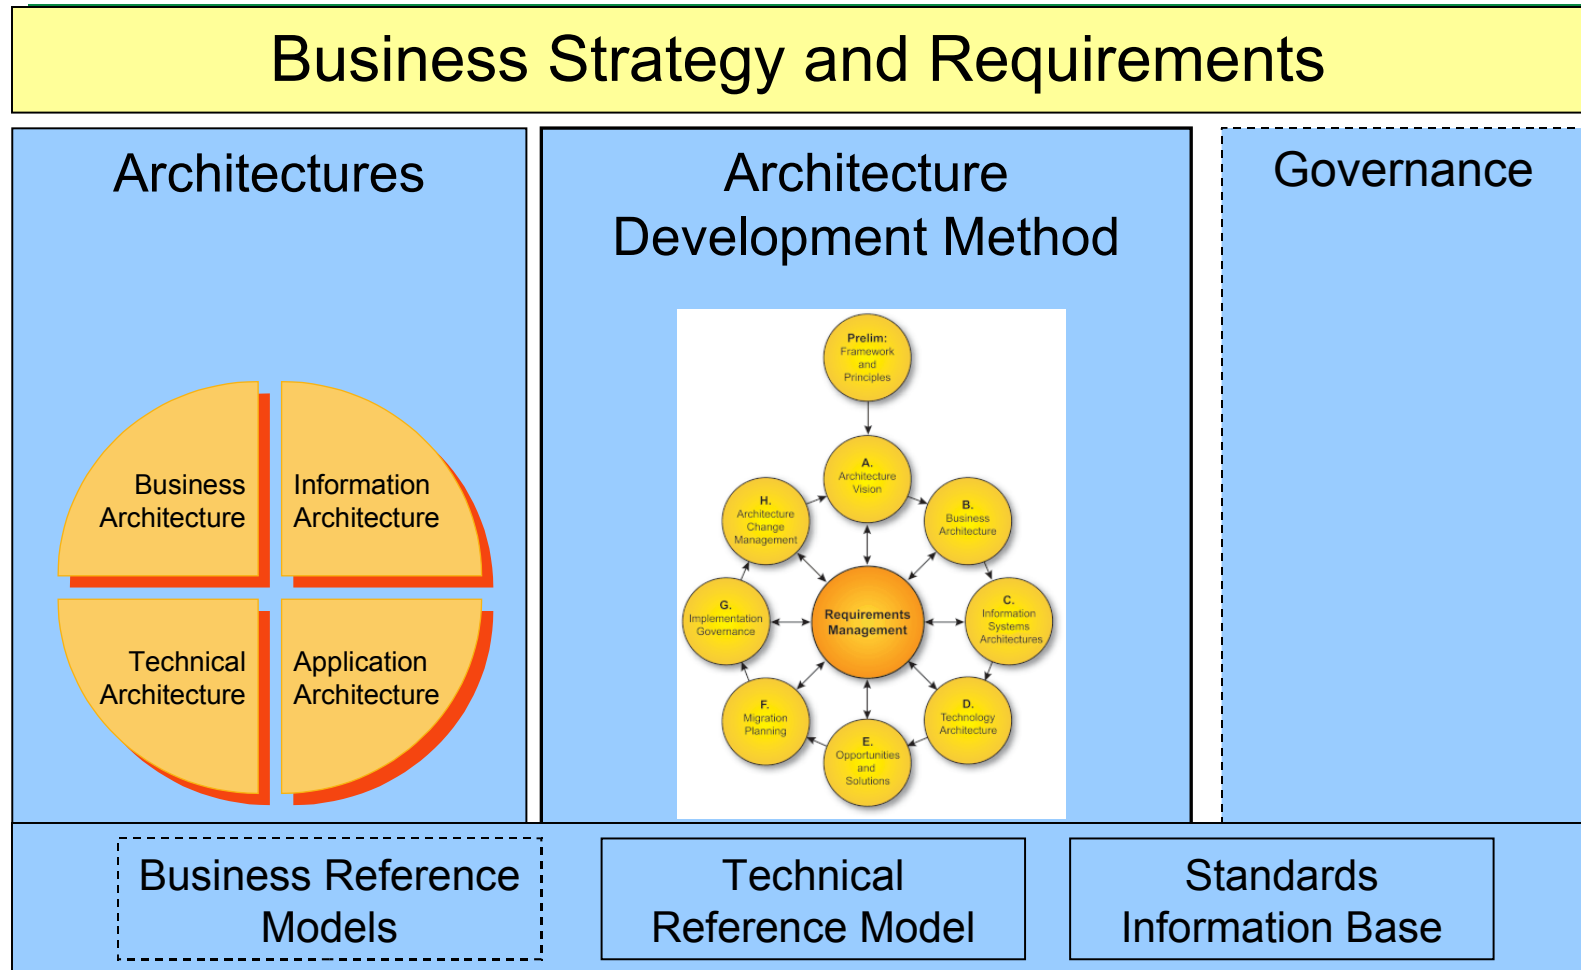 Business Strategy and Requirements
Architectures
Business
Architecture
Information
Architecture
Technical
Architecture
Application
Architecture
Architecture
Development Method
Prelim:
Framework
and
Principles
A.
Architecture
Vision
B.
Business
Architecture
C.
Information
Systems
Architectures
D.
Technology
Architecture
E.
Opportunities
and
Solutions
F.
Migration
Planning
G.
Implementation
Governance
H.
Architecture
Change
Management
Requirements
Management
Governance
Business Reference
Models
Technical
Reference Model
Standards
Information Base